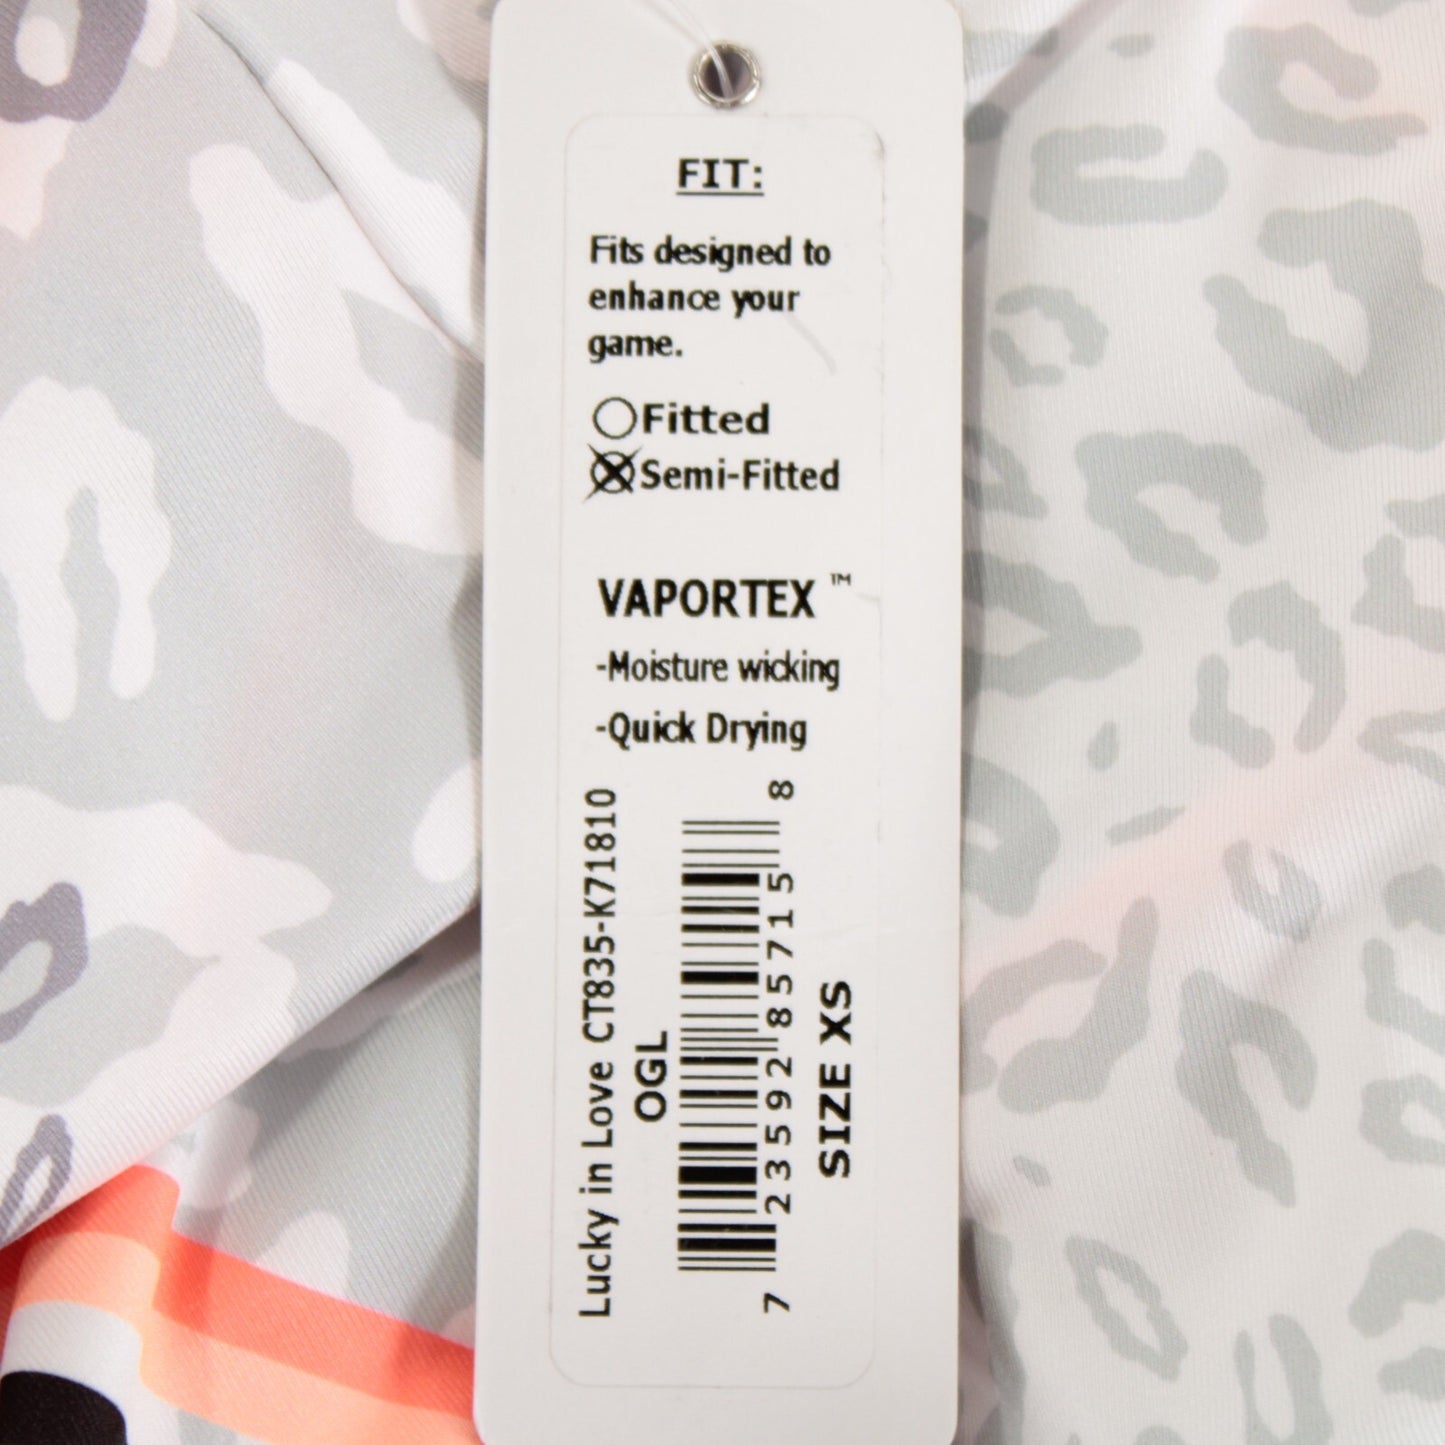 FIT:
Fits designed to
enhance your
game.
Fitted
Semi-Fitted
VAPORTEX ™
-Moisture wicking
-Quick Drying
Lucky in Love CT835-K71810
OGL
7 23592 85715 8
SIZE XS